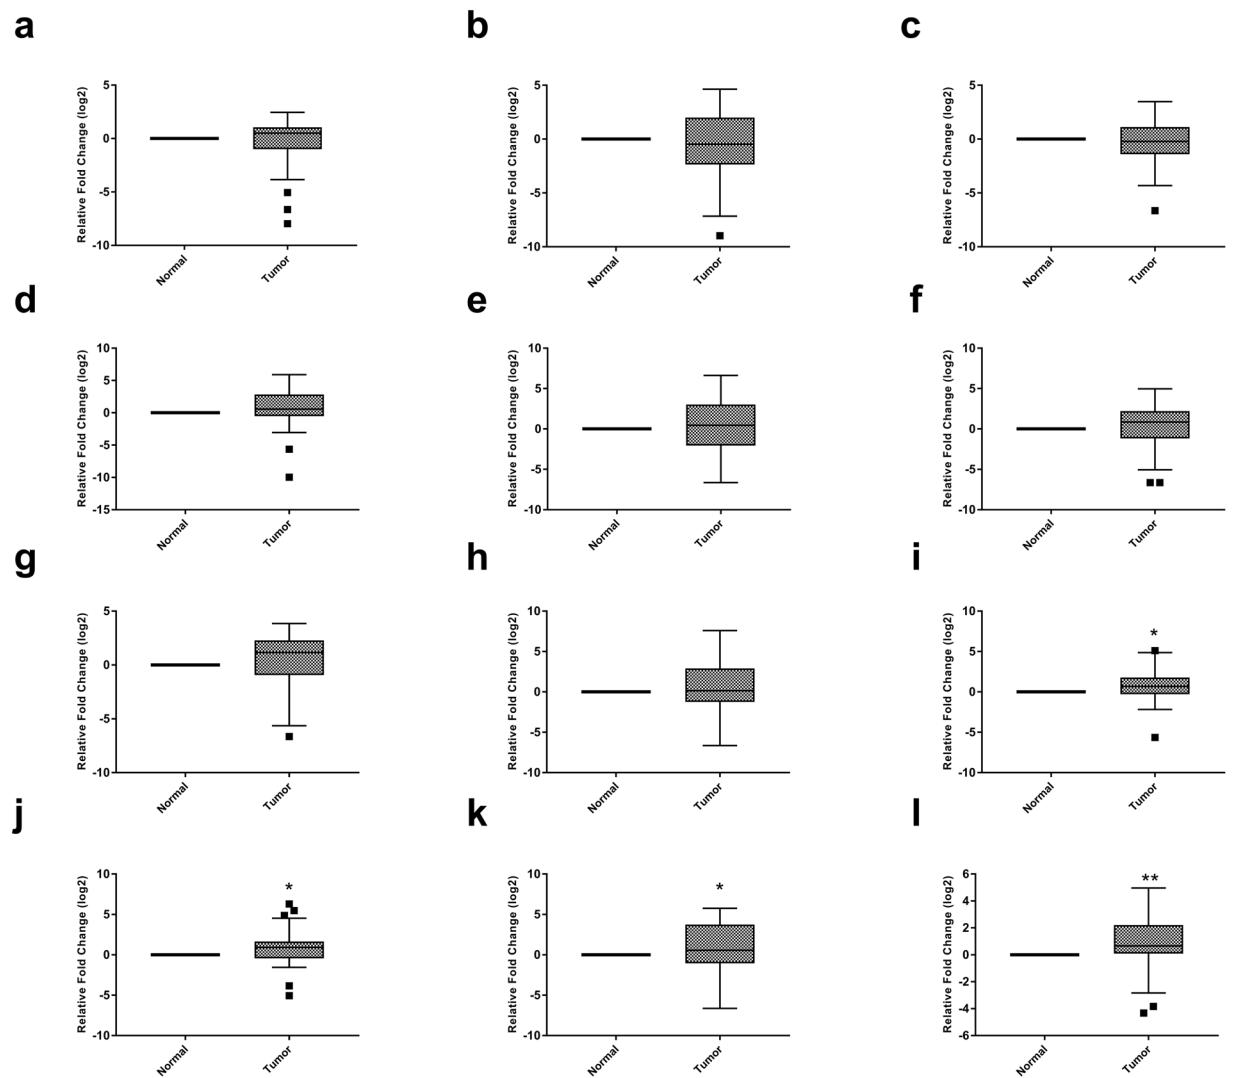 a
Relative Fold Change (log2)
5
0
-5
-10
Normal
Tumor
b
Relative Fold Change (log2)
5
0
-5
-10
Normal
Tumor
c
Relative Fold Change (log2)
5
0
-5
-10
Normal
Tumor
d
Relative Fold Change (log2)
10
5
0
-5
-10
-15
Normal
Tumor
e
Relative Fold Change (log2)
10
5
0
-5
-10
Normal
Tumor
f
Relative Fold Change (log2)
10
5
0
-5
-10
Normal
Tumor
g
Relative Fold Change (log2)
5
0
-5
-10
Normal
Tumor
h
Relative Fold Change (log2)
10
5
0
-5
-10
Normal
Tumor
i
Relative Fold Change (log2)
10
5
0
-5
-10
*
Normal
Tumor
j
Relative Fold Change (log2)
10
5
0
-5
-10
*
Normal
Tumor
k
Relative Fold Change (log2)
10
5
0
-5
-10
*
Normal
Tumor
l
Relative Fold Change (log2)
6
4
2
0
-2
-4
-6
**
Normal
Tumor